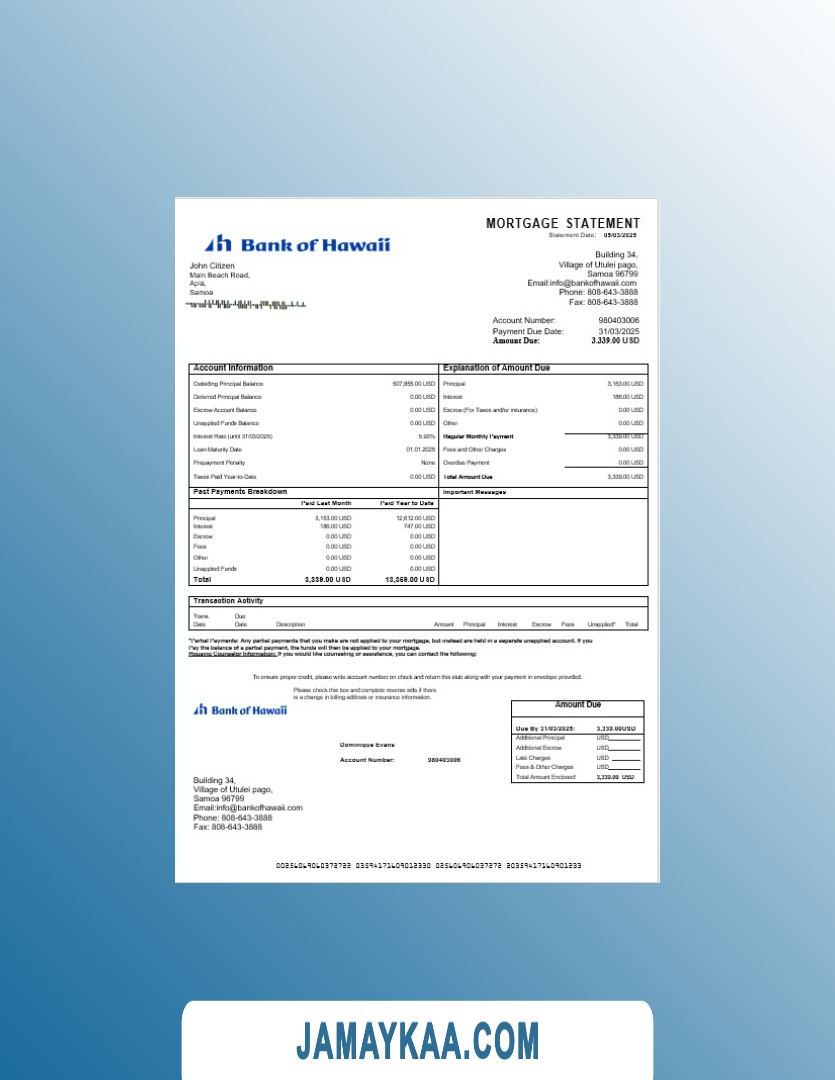 MORTGAGE STATEMENT
Statement Date: 05/03/2025
Bank of Hawaii
John Citizen
Main Beach Road,
Apia,
Samoa
Building 34,
Village of Utulei pago,
Samoa 96799
Email:info@bankofhawaii.com
Phone: 808-643-3888
Fax: 808-643-3888
Account Number: 980403006
Payment Due Date: 31/03/2025
Amount Due: 3,339.00 USD
Account Information
Outsiding Principal Balance 507,855.00 USD
Deferred Principal Balance 0.00 USD
Escrow Account Balance 0.00 USD
Unapplied Funds Balance 0.00 USD
Interest Rate (until 31/03/2025) 5.93%
Loan Maturity Date 01.01.2025
Prepayment Penalty None
Taxes Paid Year-to-Date 0.00 USD
Explanation of Amount Due
Principal 3,153.00 USD
Interest 186.00 USD
Escrow (For Taxes and/or insurance) 0.00 USD
Other 0.00 USD
Regular Monthly Payment 3,339.00 USD
Fees and Other Charges 0.00 USD
Overdue Payment 0.00 USD
Total Amount Due 3,339.00 USD
Past Payments Breakdown
Paid Last Month Paid Year to Date
Principal 3,153.00 USD 12,612.00 USD
Interest 186.00 USD 747.00 USD
Escrow 0.00 USD 0.00 USD
Fees 0.00 USD 0.00 USD
Other 0.00 USD 0.00 USD
Unapplied Funds 0.00 USD 0.00 USD
Total 3,339.00 USD 13,359.00 USD
Important Messages
Transaction Activity
Trans. Date Due Date Description Amount Principal Interest Escrow Fees Unapplied* Total
*Partial Payments: Any partial payments that you make are not applied to your mortgage, but instead are held in a seperate unapplied account. If you
Pay the balance of a partial payment, the funds will then be applied to your mortgage.
Housing Counselor Information: If you would like counseling or assistance, you can contact the following:
To ensure proper credit, please write account number on check and return this stub along with your payment in envelope provided.
Please check this box and complete reverse side if there
is a change in billing address or insurance information.
Bank of Hawaii
Dominique Evans
Account Number: 980403006
Amount Due
Due By 31/03/2025: 3,339.00USD
Additional Principal USD
Additional Escrow USD
Late Charges USD
Fees & Other Charges USD
Total Amount Enclosed 3,339.00 USD
Building 34,
Village of Utulei pago,
Samoa 96799
Email:info@bankofhawaii.com
Phone: 808-643-3888
Fax: 808-643-3888
JAMAYKAA.COM